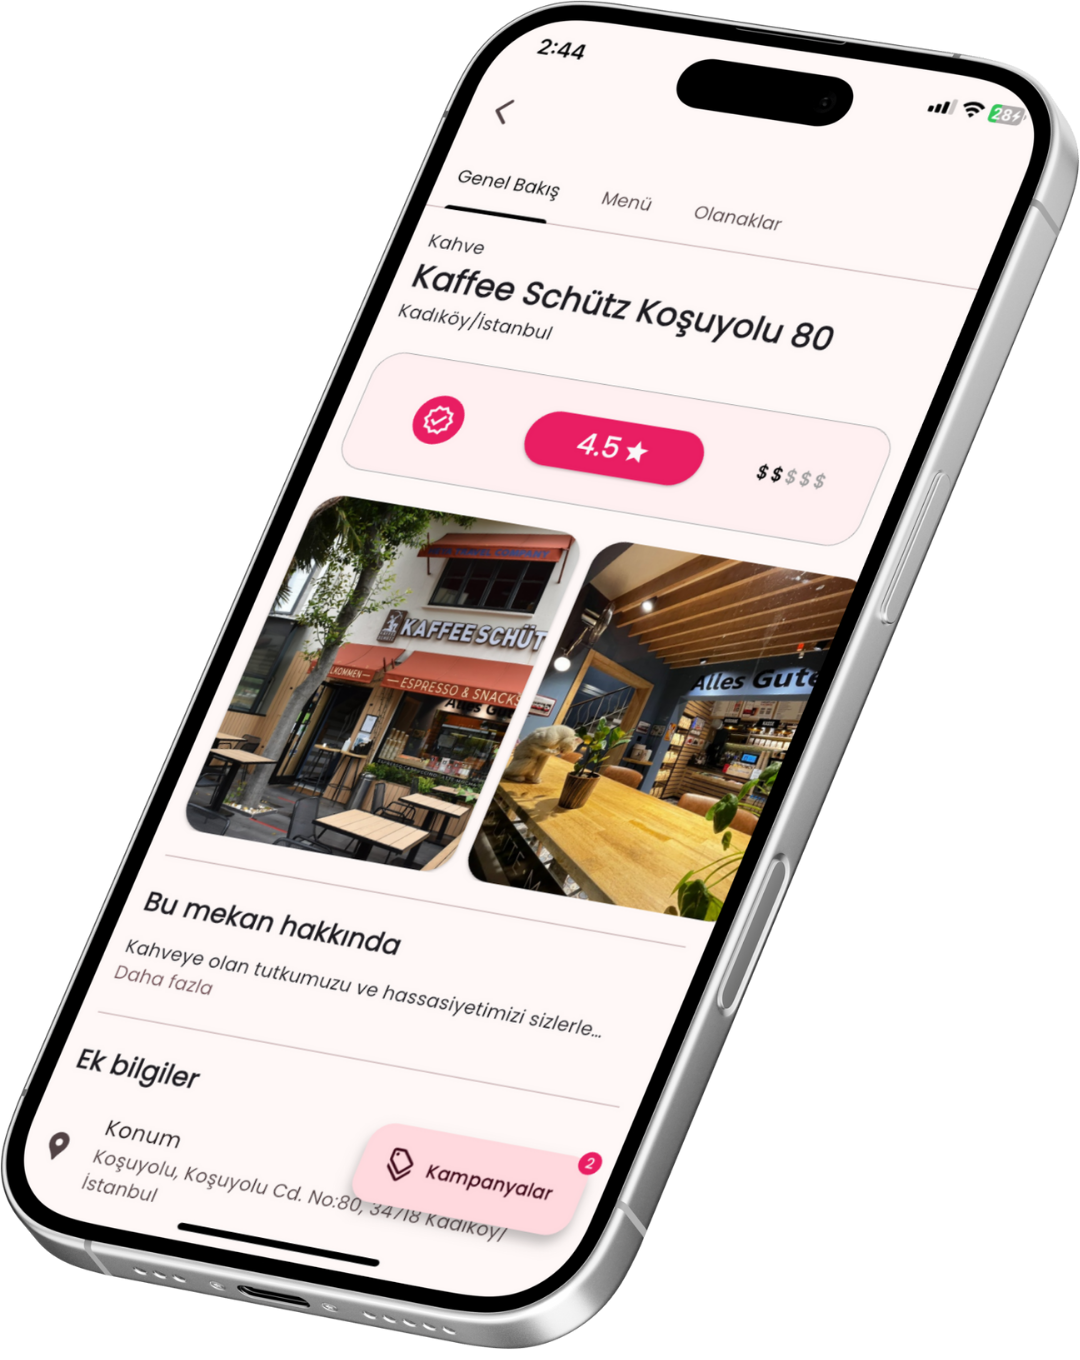 2:44
28
Genel Bakış
Menü
Olanaklar
Kahve
Kaffee Schütz Koşuyolu 80
Kadıköy/İstanbul
4.5
$$$$$
KAFFEE SCHÜT
LKOMMEN
ESPRESSO & SNACKS
Alles Gute
Bu mekan hakkında
Kahveye olan tutkumuzu ve hassasiyetimizi sizlerle...
Daha fazla
Ek bilgiler
Konum
Koşuyolu, Koşuyolu Cd. No:80, 34718 Kadıköy/
İstanbul
Kampanyalar
2